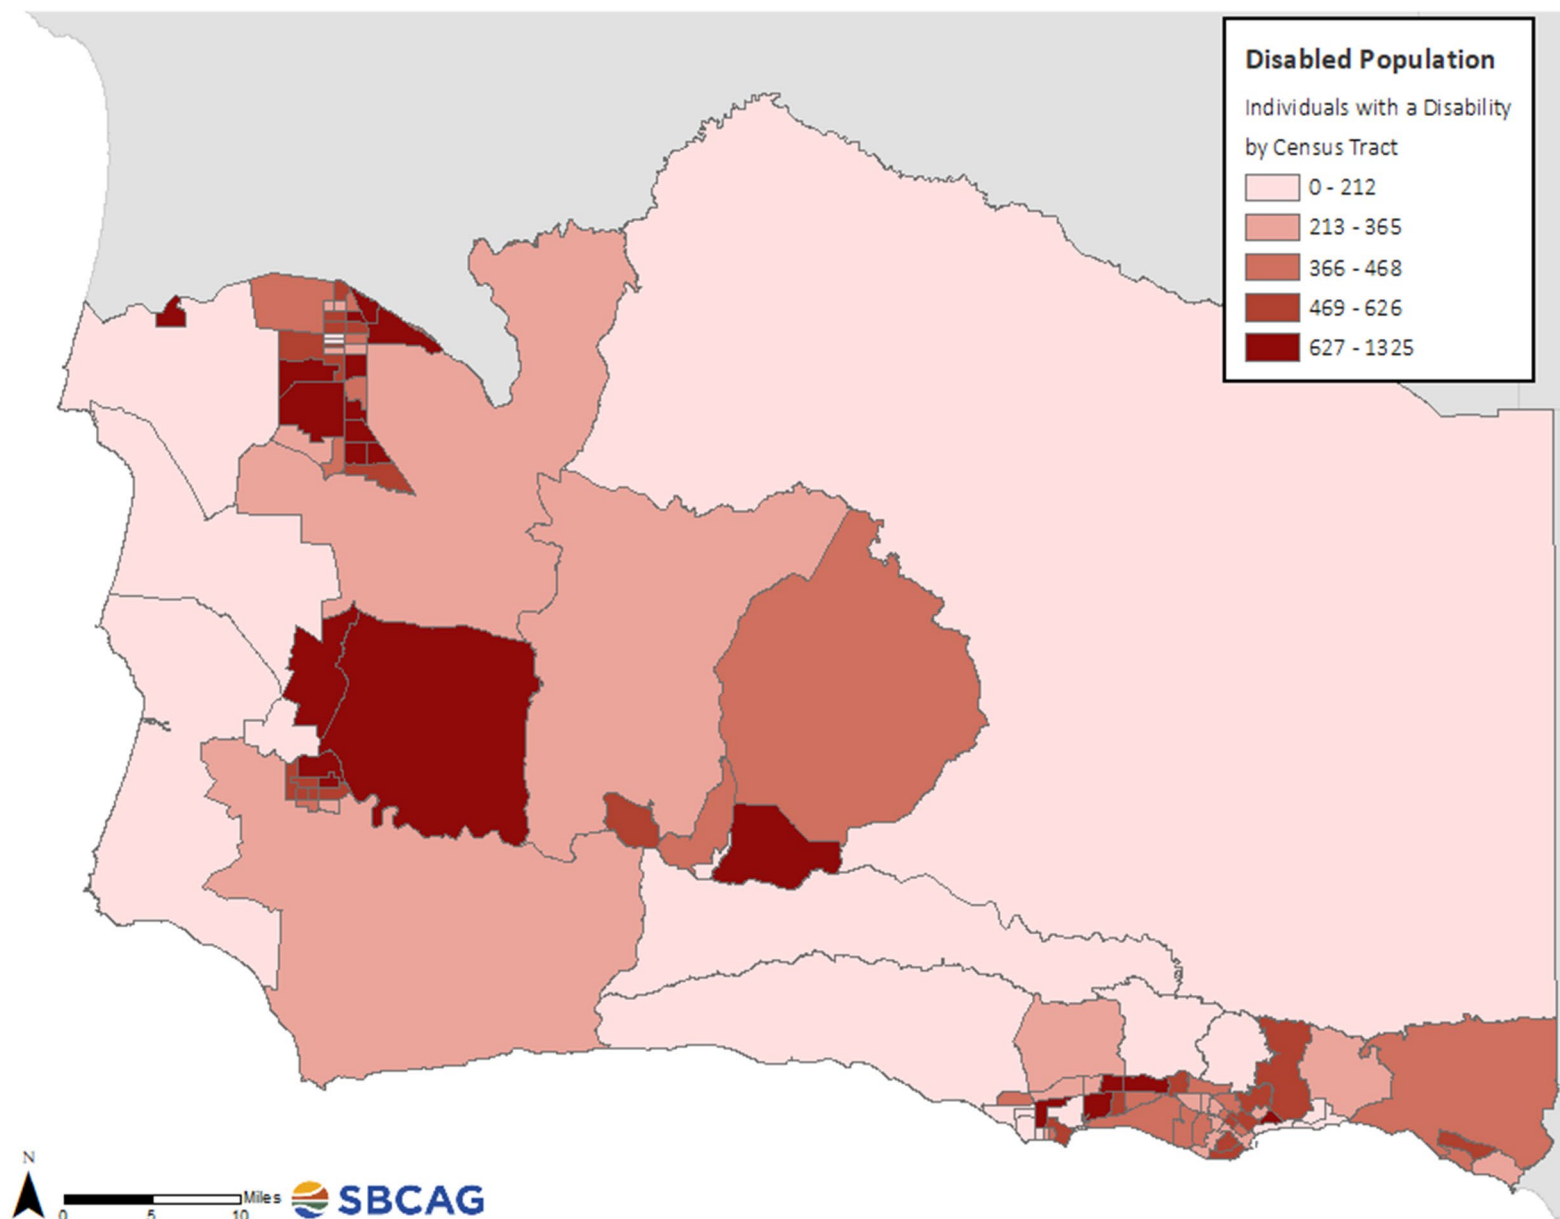 Disabled Population
Individuals with a Disability
by Census Tract
0 - 212
213 - 365
366 - 468
469 - 626
627 - 1325
N
Miles
0 5 10
SBCAG